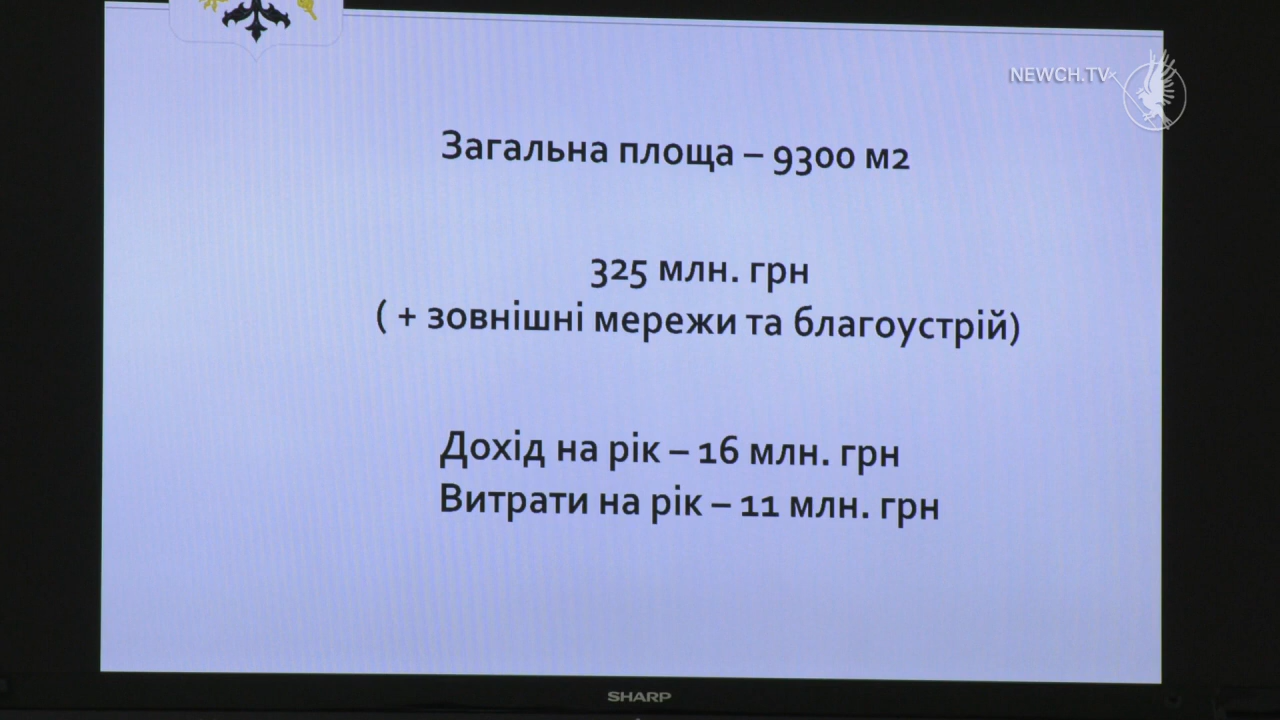 NEWCH.TV
Загальна площа – 9300 м2
325 млн. грн
( + зовнішні мережи та благоустрій)
Дохід на рік – 16 млн. грн
Витрати на рік – 11 млн. грн
SHARP